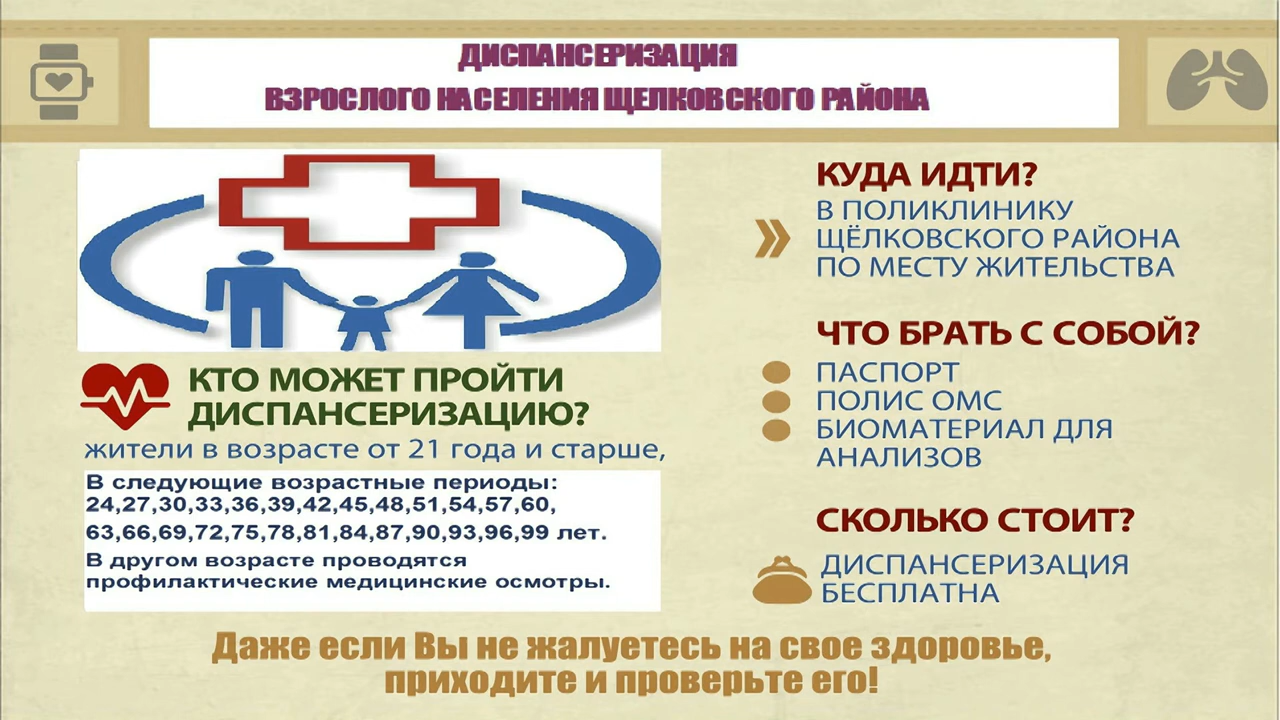 ДИСПАНСЕРИЗАЦИЯ
ВЗРОСЛОГО НАСЕЛЕНИЯ ЩЕЛКОВСКОГО РАЙОНА
КТО МОЖЕТ ПРОЙТИ
ДИСПАНСЕРИЗАЦИЮ?
жители в возрасте от 21 года и старше,
В следующие возрастные периоды:
24,27,30,33,36,39,42,45,48,51,54,57,60,
63,66,69,72,75,78,81,84,87,90,93,96,99 лет.
В другом возрасте проводятся
профилактические медицинские осмотры.
КУДА ИДТИ?
В ПОЛИКЛИНИКУ
ЩЁЛКОВСКОГО РАЙОНА
ПО МЕСТУ ЖИТЕЛЬСТВА
ЧТО БРАТЬ С СОБОЙ?
ПАСПОРТ
ПОЛИС ОМС
БИОМАТЕРИАЛ ДЛЯ
АНАЛИЗОВ
СКОЛЬКО СТОИТ?
ДИСПАНСЕРИЗАЦИЯ
БЕСПЛАТНА
Даже если Вы не жалуетесь на свое здоровье,
приходите и проверьте его!